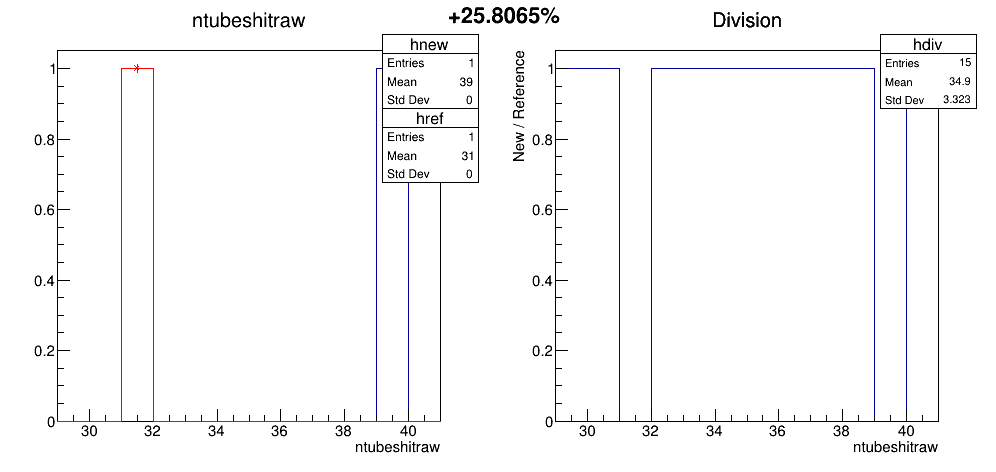 +25.8065%
ntubeshitraw
hnew
Entries 1
Mean 39
Std Dev 0
href
Entries 1
Mean 31
Std Dev 0
1
0.8
0.6
0.4
0.2
0
30 32 34 36 38 40
ntubeshitraw
Division
hdiv
Entries 15
Mean 34.9
Std Dev 3.323
New / Reference
1
0.8
0.6
0.4
0.2
0
30 32 34 36 38 40
ntubeshitraw